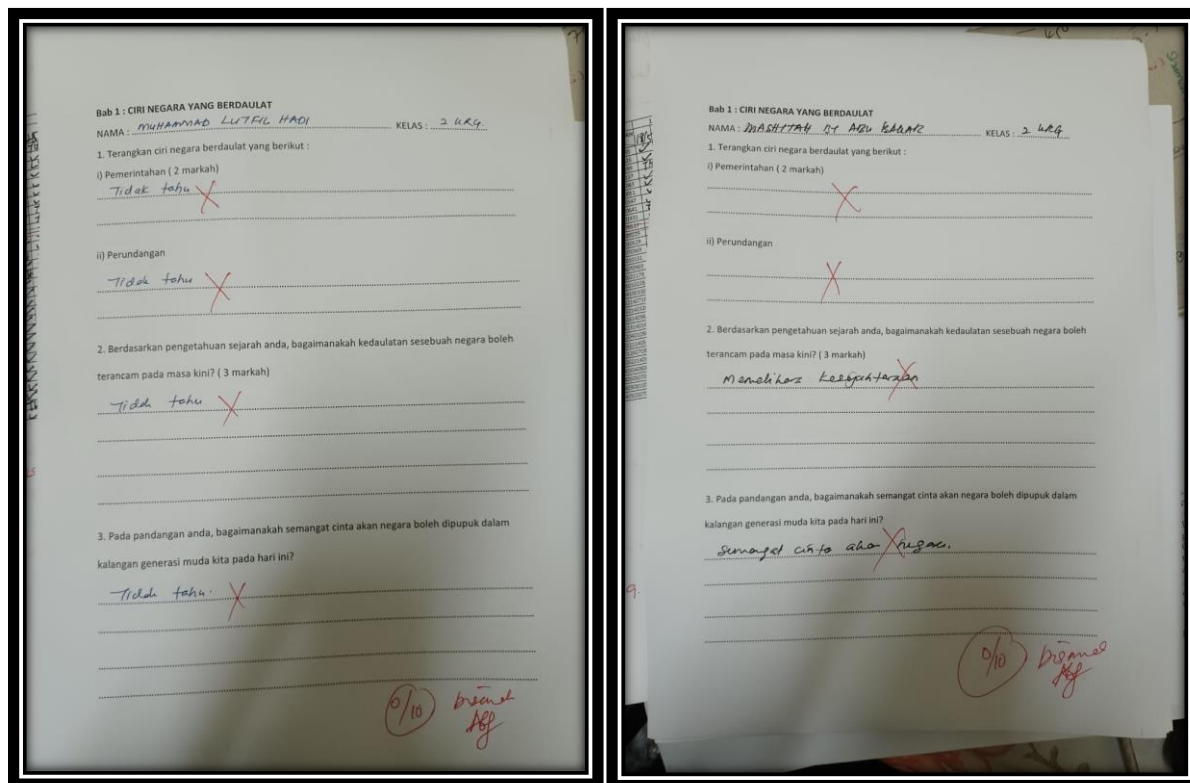 Bab 1 : CIRI NEGARA YANG BERDAULAT
NAMA : MUHAMMAD LUTFIL HADI KELAS : 2 URG.
1. Terangkan ciri negara berdaulat yang berikut :
i) Pemerintahan ( 2 markah)
Tidak tahu
ii) Perundangan
Tidak tahu
2. Berdasarkan pengetahuan sejarah anda, bagaimanakah kedaulatan sesebuah negara boleh
terancam pada masa kini? ( 3 markah)
Tidak tahu
3. Pada pandangan anda, bagaimanakah semangat cinta akan negara boleh dipupuk dalam
kalangan generasi muda kita pada hari ini?
Tidak tahu.
0/10
Bab 1 : CIRI NEGARA YANG BERDAULAT
NAMA : MASHITAH BT ABU BAKAR KELAS : 2 URG
1. Terangkan ciri negara berdaulat yang berikut :
i) Pemerintahan ( 2 markah)
ii) Perundangan
2. Berdasarkan pengetahuan sejarah anda, bagaimanakah kedaulatan sesebuah negara boleh
terancam pada masa kini? ( 3 markah)
Memelihara kesejahteraan
3. Pada pandangan anda, bagaimanakah semangat cinta akan negara boleh dipupuk dalam
kalangan generasi muda kita pada hari ini?
Semangat cinta akan negara.
0/10